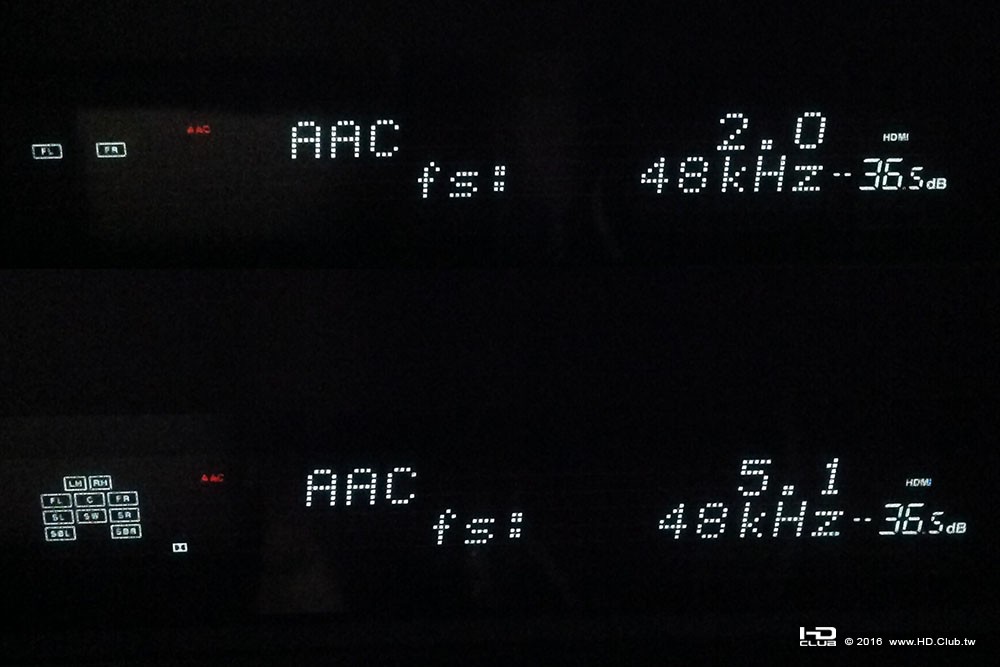 AAC
AAC 2.0 HDMI
FL FR
fs: 48kHz --36.5dB
AAC
AAC 5.1 HDMI
LH RH
FL C FR
fs: 48kHz --36.5dB
SL SW SR
SBL SBR
HD CLUB © 2016 www.HD.Club.tw